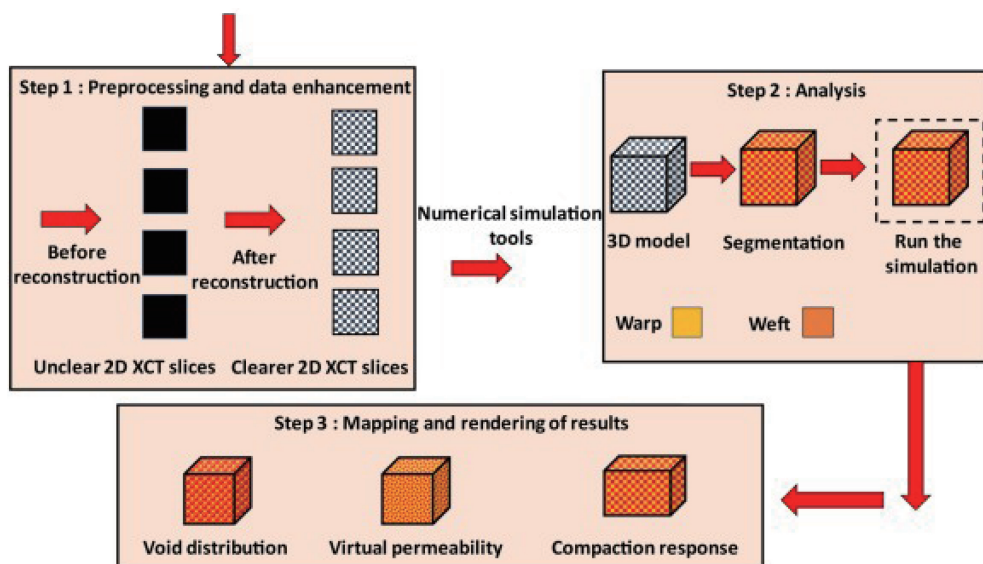 Step 1 : Preprocessing and data enhancement
Before
reconstruction
After
reconstruction
Unclear 2D XCT slices
Clearer 2D XCT slices
Numerical simulation
tools
Step 2 : Analysis
3D model
Segmentation
Run the
simulation
Warp
Weft
Step 3 : Mapping and rendering of results
Void distribution
Virtual permeability
Compaction response